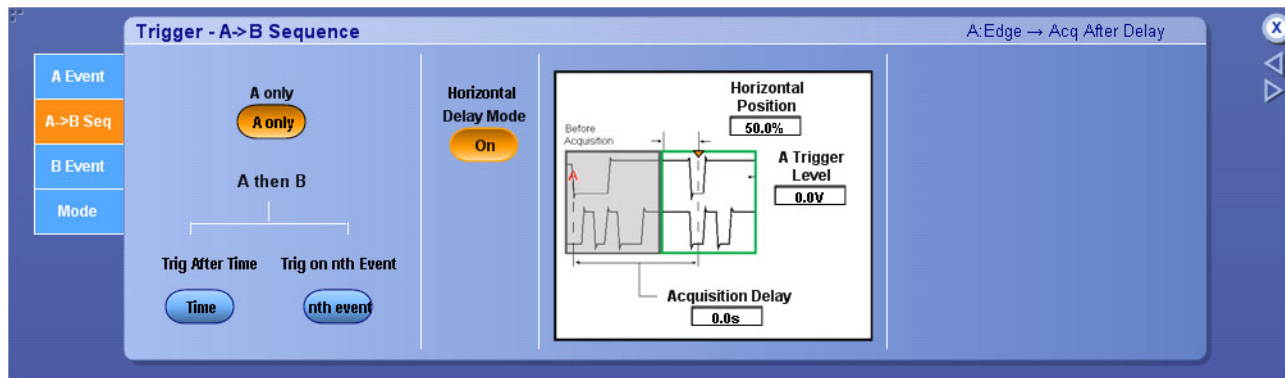 Trigger - A->B Sequence
A:Edge → Acq After Delay
X
A Event
A->B Seq
B Event
Mode
A only
A only
A then B
Trig After Time
Trig on nth Event
Time
nth event
Horizontal
Delay Mode
On
Horizontal
Position
50.0%
Before
Acquisition
A
A Trigger
Level
0.0V
Acquisition Delay
0.0s